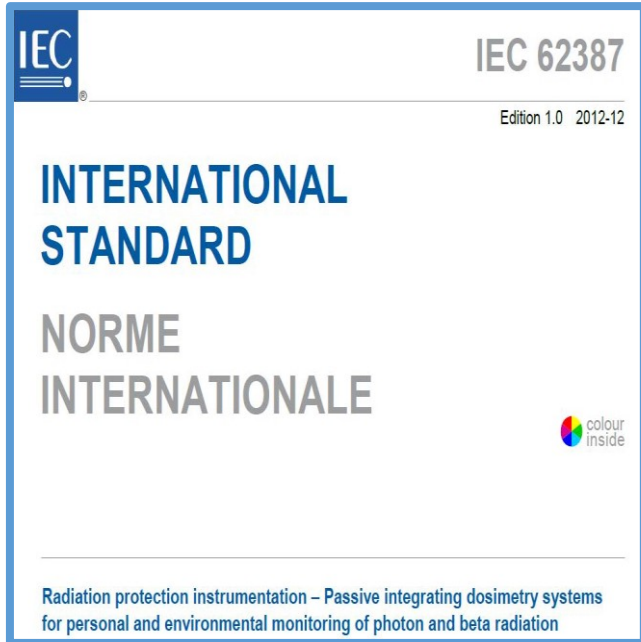 IEC
®
IEC 62387
Edition 1.0 2012-12
INTERNATIONAL
STANDARD
NORME
INTERNATIONALE
colour
inside
Radiation protection instrumentation – Passive integrating dosimetry systems
for personal and environmental monitoring of photon and beta radiation